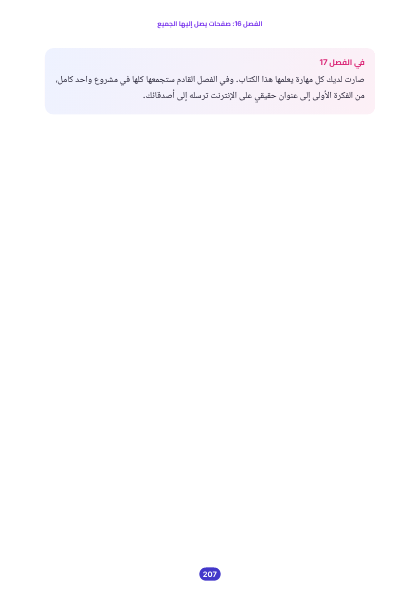 الفصل 16: صفحات يصل إليها الجميع
في الفصل 17
صارت لديك كل مهارة يعلمها هذا الكتاب. وفي الفصل القادم ستجمعها كلها في مشروع واحد كامل،
من الفكرة الأولى إلى عنوان حقيقي على الإنترنت ترسله إلى أصدقائك.
207